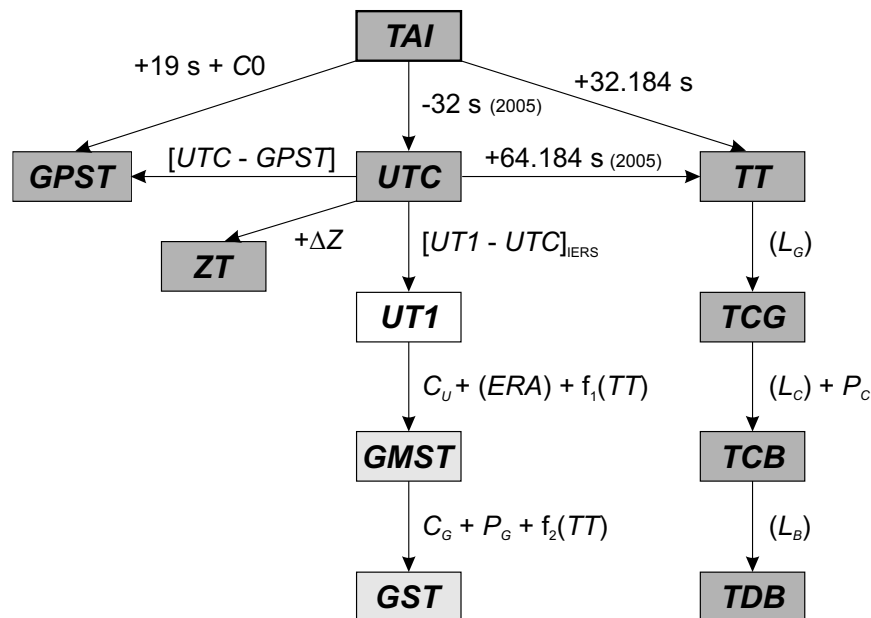 TAI
+19 s + C0
-32 s (2005)
+32.184 s
GPST
[UTC - GPST]
UTC
+64.184 s (2005)
TT
+ΔZ
ZT
[UT1 - UTC]IERS
(LG)
UT1
TCG
CU + (ERA) + f1(TT)
(LC) + PC
GMST
TCB
CG + PG + f2(TT)
(LB)
GST
TDB